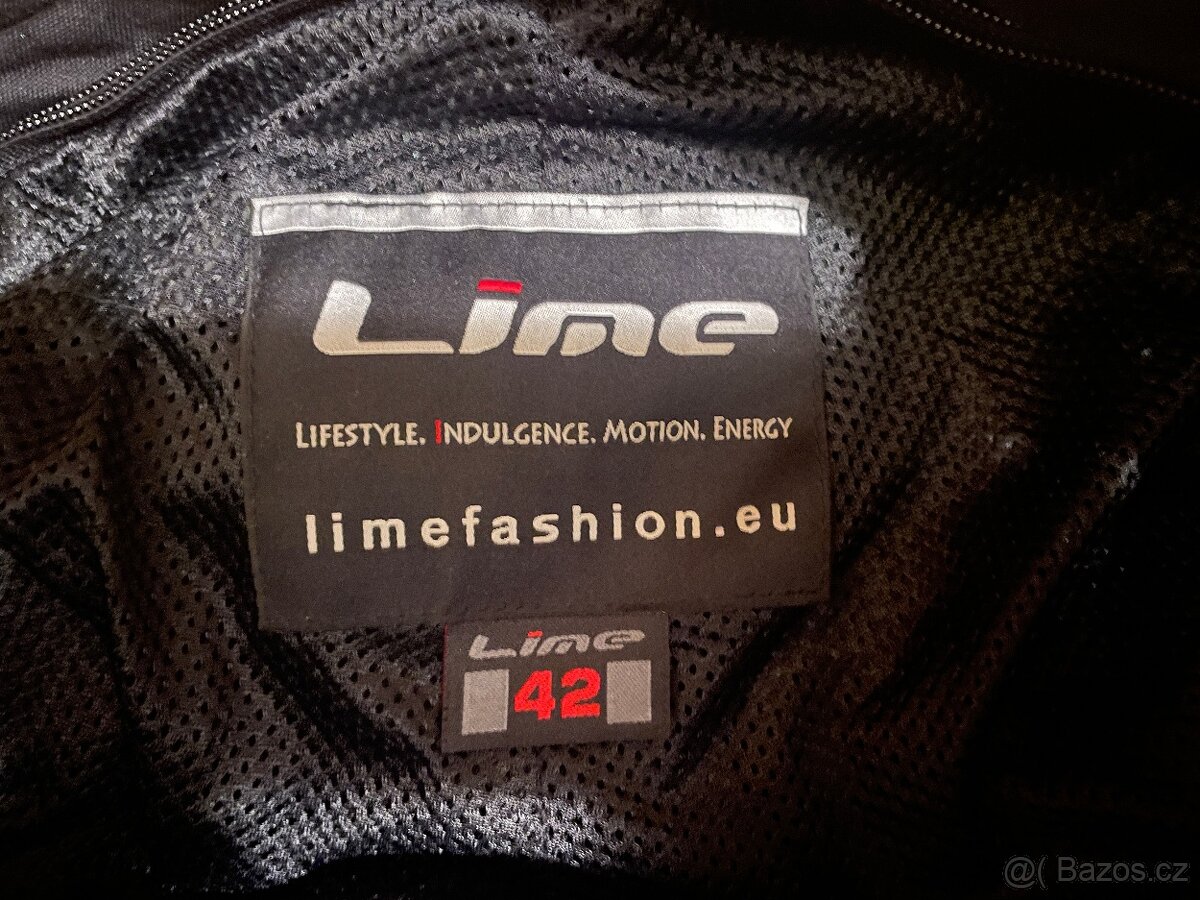 Lime
LIFESTYLE. INDULGENCE. MOTION. ENERGY
limefashion.eu
Lime
42
@( Bazos.cz